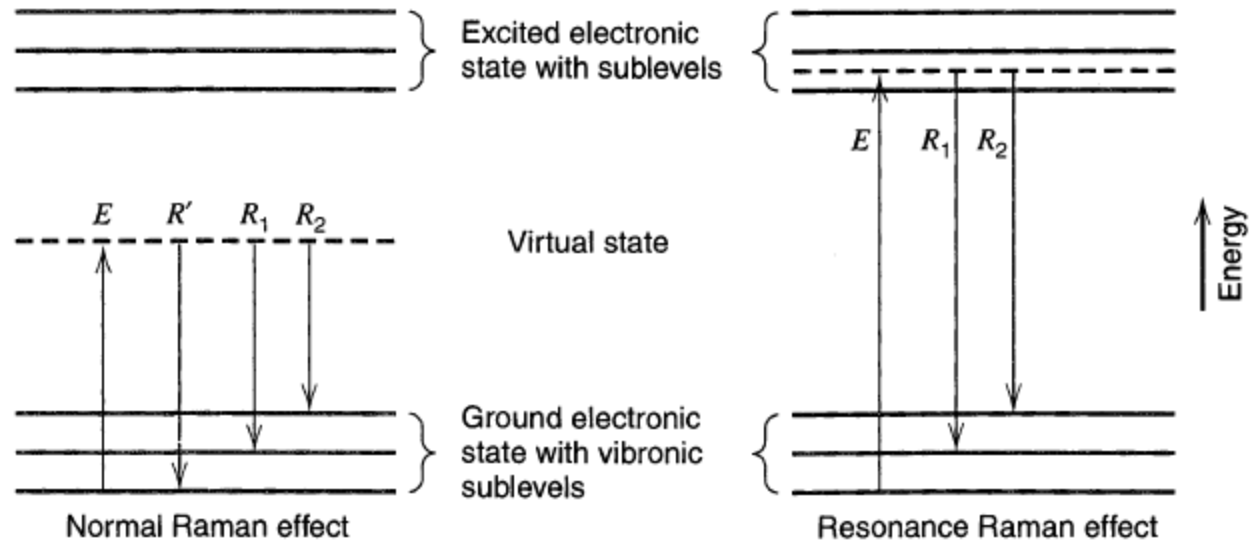 Excited electronic
state with sublevels
E R₁ R₂
E R′ R₁ R₂
Virtual state
Energy
Ground electronic
state with vibronic
sublevels
Normal Raman effect
Resonance Raman effect